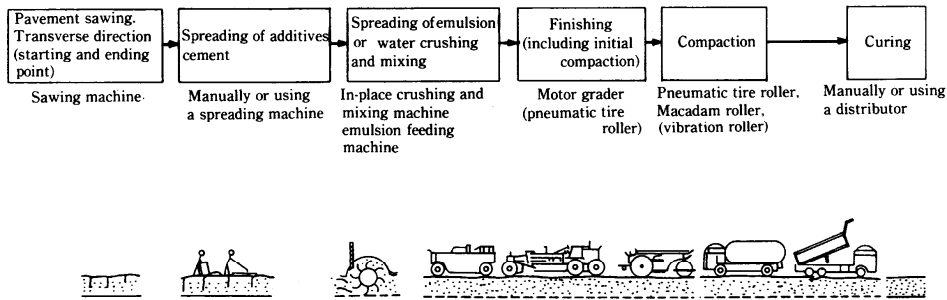 Pavement sawing.
Transverse direction
(starting and ending
point)
Sawing machine.
Spreading of additives
cement
Manually or using
a spreading machine
Spreading of emulsion
or water crushing
and mixing
In-place crushing and
mixing machine
emulsion feeding
machine
Finishing
(including initial
compaction)
Motor grader
(pneumatic tire
roller)
Compaction
Pneumatic tire roller,
Macadam roller,
(vibration roller)
Curing
Manually or using
a distributor